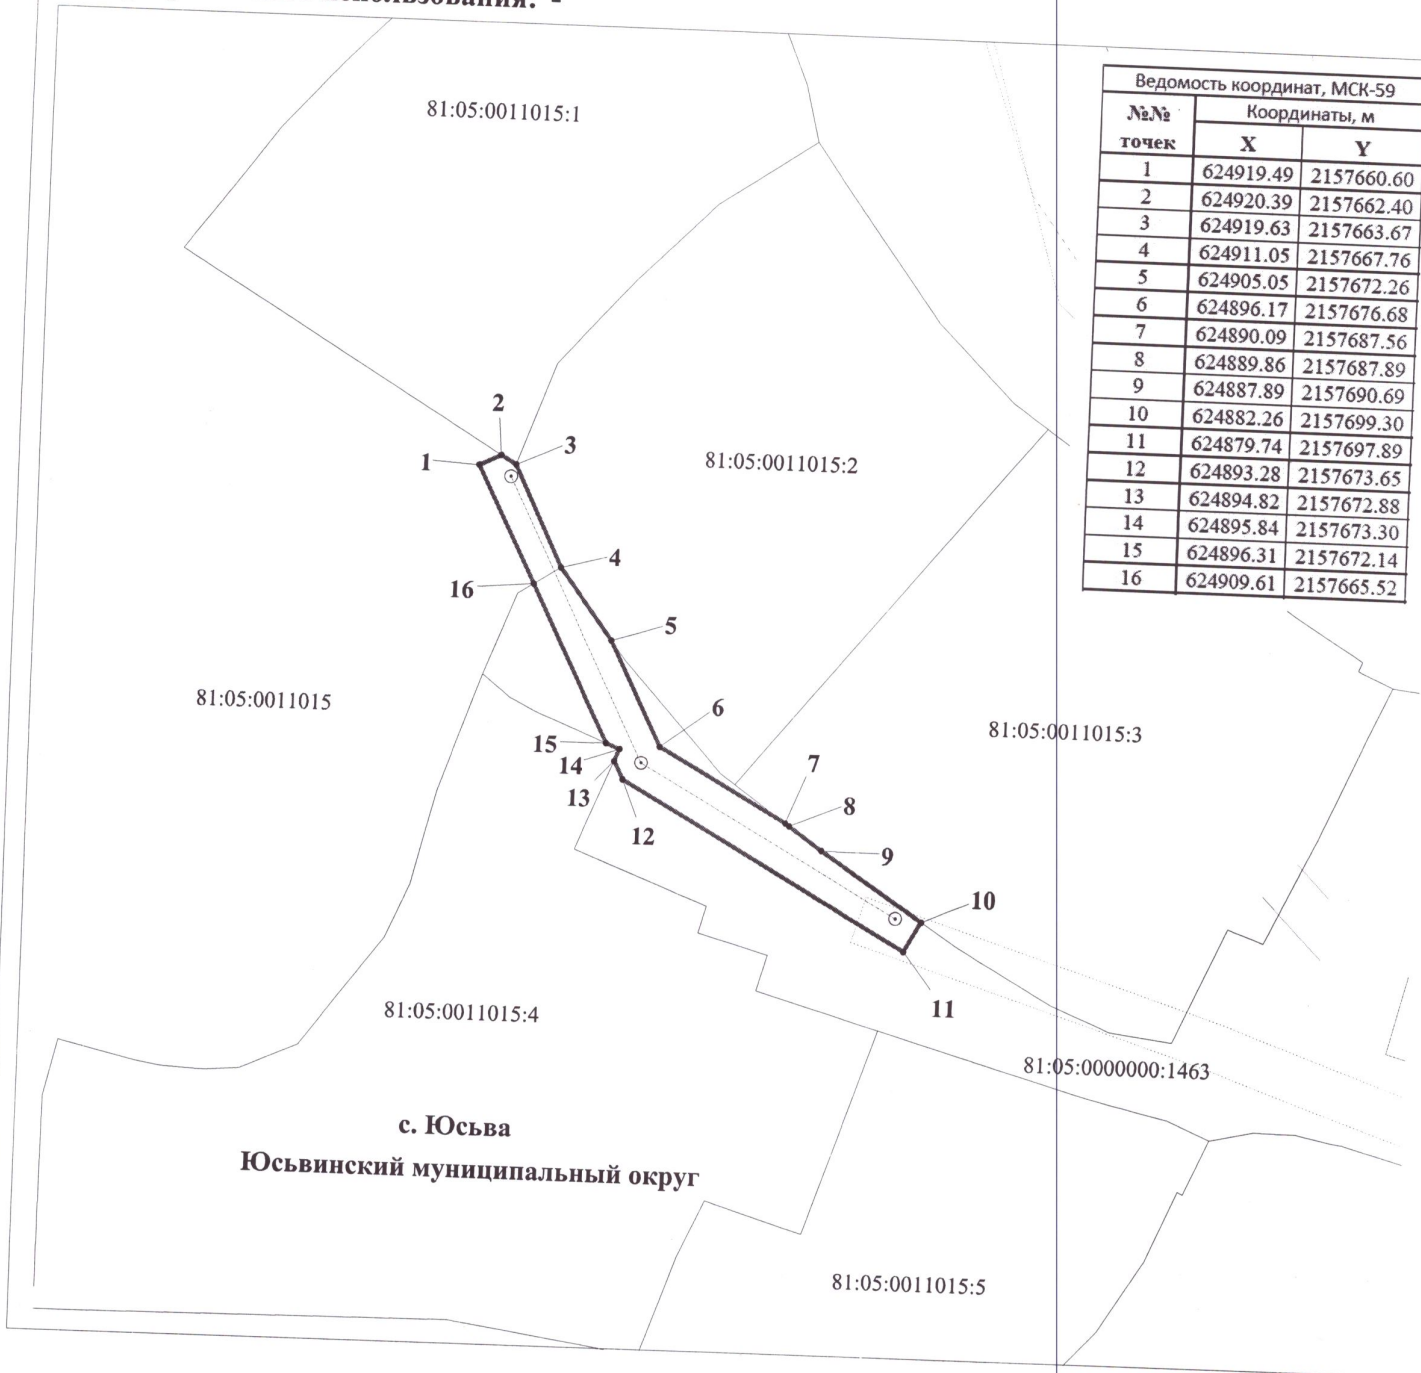 использования: -
81:05:0011015:1
Ведомость координат, МСК-59
№№ точек Координаты, м
X Y
1 624919.49 2157660.60
2 624920.39 2157662.40
3 624919.63 2157663.67
4 624911.05 2157667.76
5 624905.05 2157672.26
6 624896.17 2157676.68
7 624890.09 2157687.56
8 624889.86 2157687.89
9 624887.89 2157690.69
10 624882.26 2157699.30
11 624879.74 2157697.89
12 624893.28 2157673.65
13 624894.82 2157672.88
14 624895.84 2157673.30
15 624896.31 2157672.14
16 624909.61 2157665.52
2
1
3
81:05:0011015:2
4
16
5
81:05:0011015
6
81:05:0011015:3
15
14
7
13
8
12
9
10
11
81:05:0011015:4
81:05:0000000:1463
с. Юсьва
Юсьвинский муниципальный округ
81:05:0011015:5